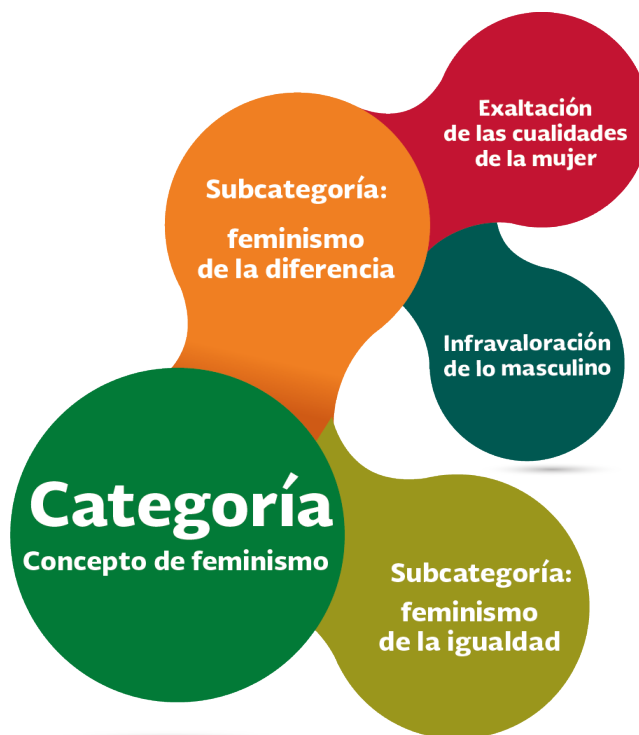 Exaltación
de las cualidades
de la mujer
Subcategoría:
feminismo
de la diferencia
Infravaloración
de lo masculino
Categoría
Concepto de feminismo
Subcategoría:
feminismo
de la igualdad